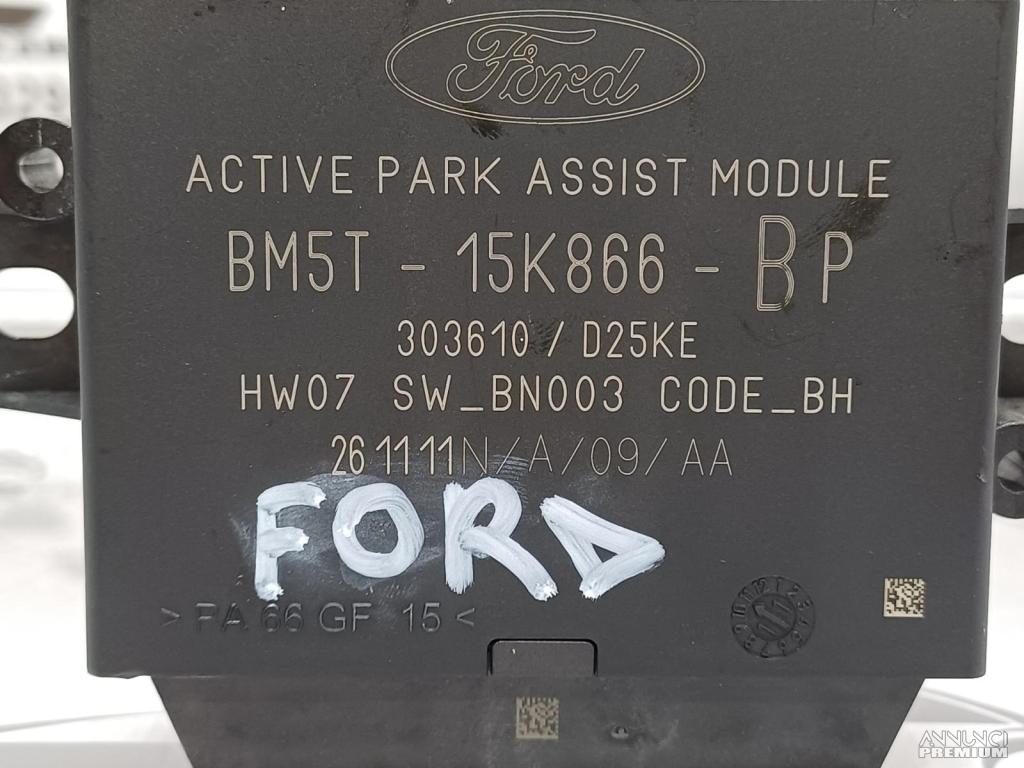 Ford
ACTIVE PARK ASSIST MODULE
BM5T - 15K866 - BP
303610 / D25KE
HW07 SW_BN003 CODE_BH
261111N/A/09/AA
FORD
> PA 66 GF 15 <
ANNUNCI
PREMIUM